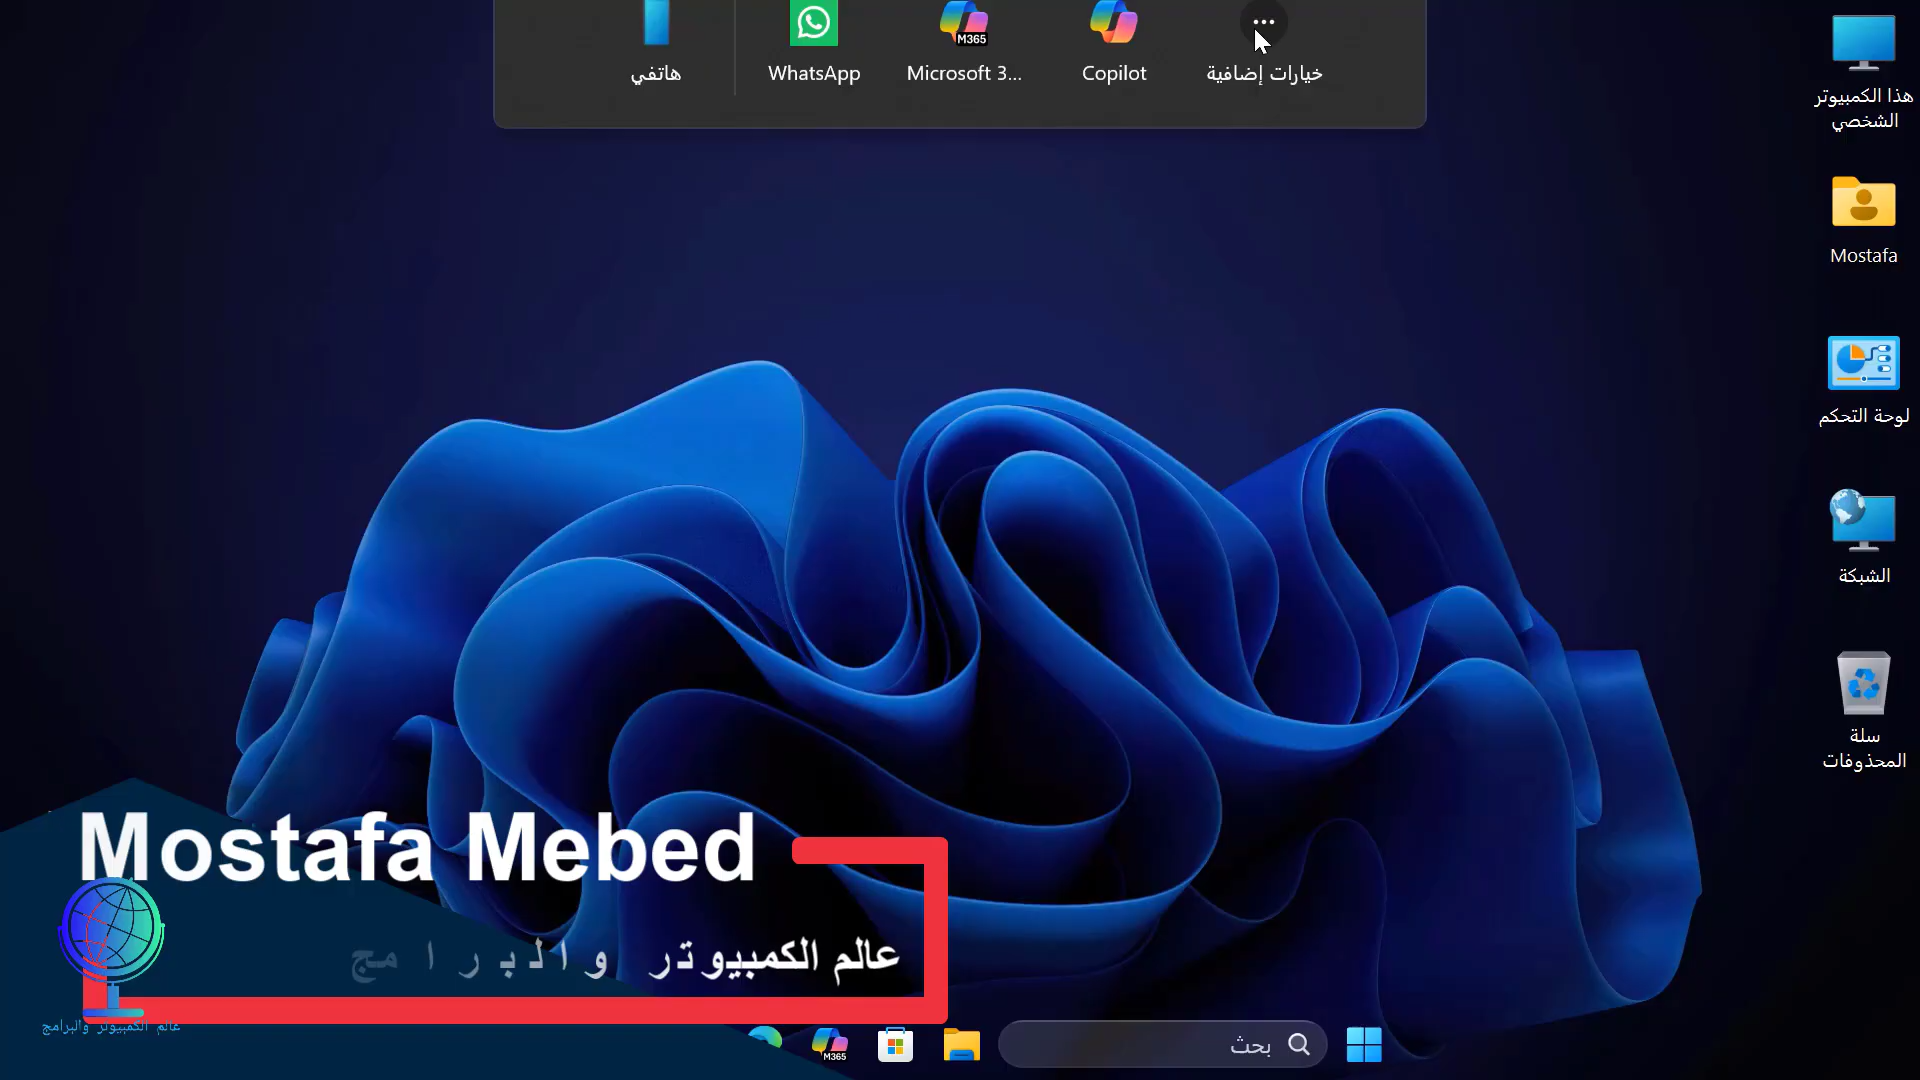 خيارات إضافية
Copilot
M365
Microsoft 3...
WhatsApp
هاتفي
هذا الكمبيوتر
الشخصي
Mostafa
لوحة التحكم
الشبكة
سلة
المحذوفات
Mostafa Mebed
عالم الكمبيوتر والبرامج
عالم الكمبيوتر والبرامج
بحث
M365